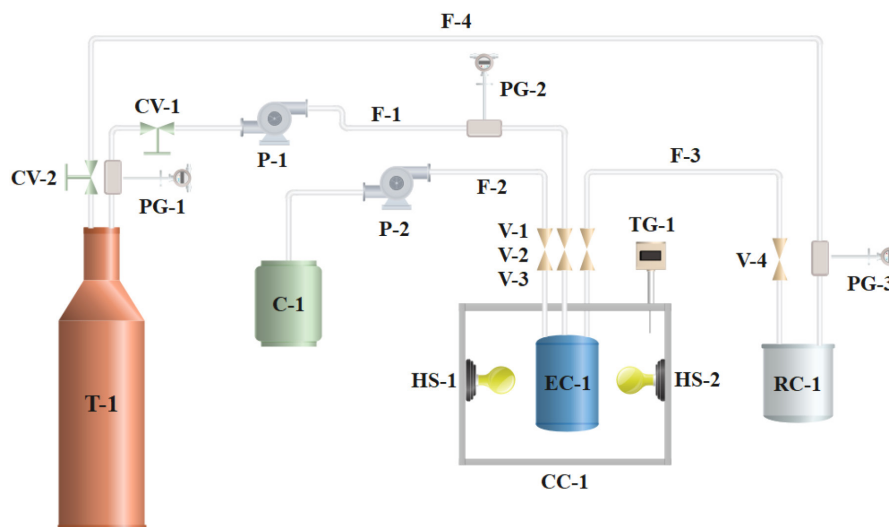 F-4
CV-1
PG-2
F-1
P-1
F-3
CV-2
PG-1
F-2
P-2
V-1
V-2
V-3
TG-1
V-4
PG-3
C-1
HS-1
EC-1
HS-2
RC-1
T-1
CC-1